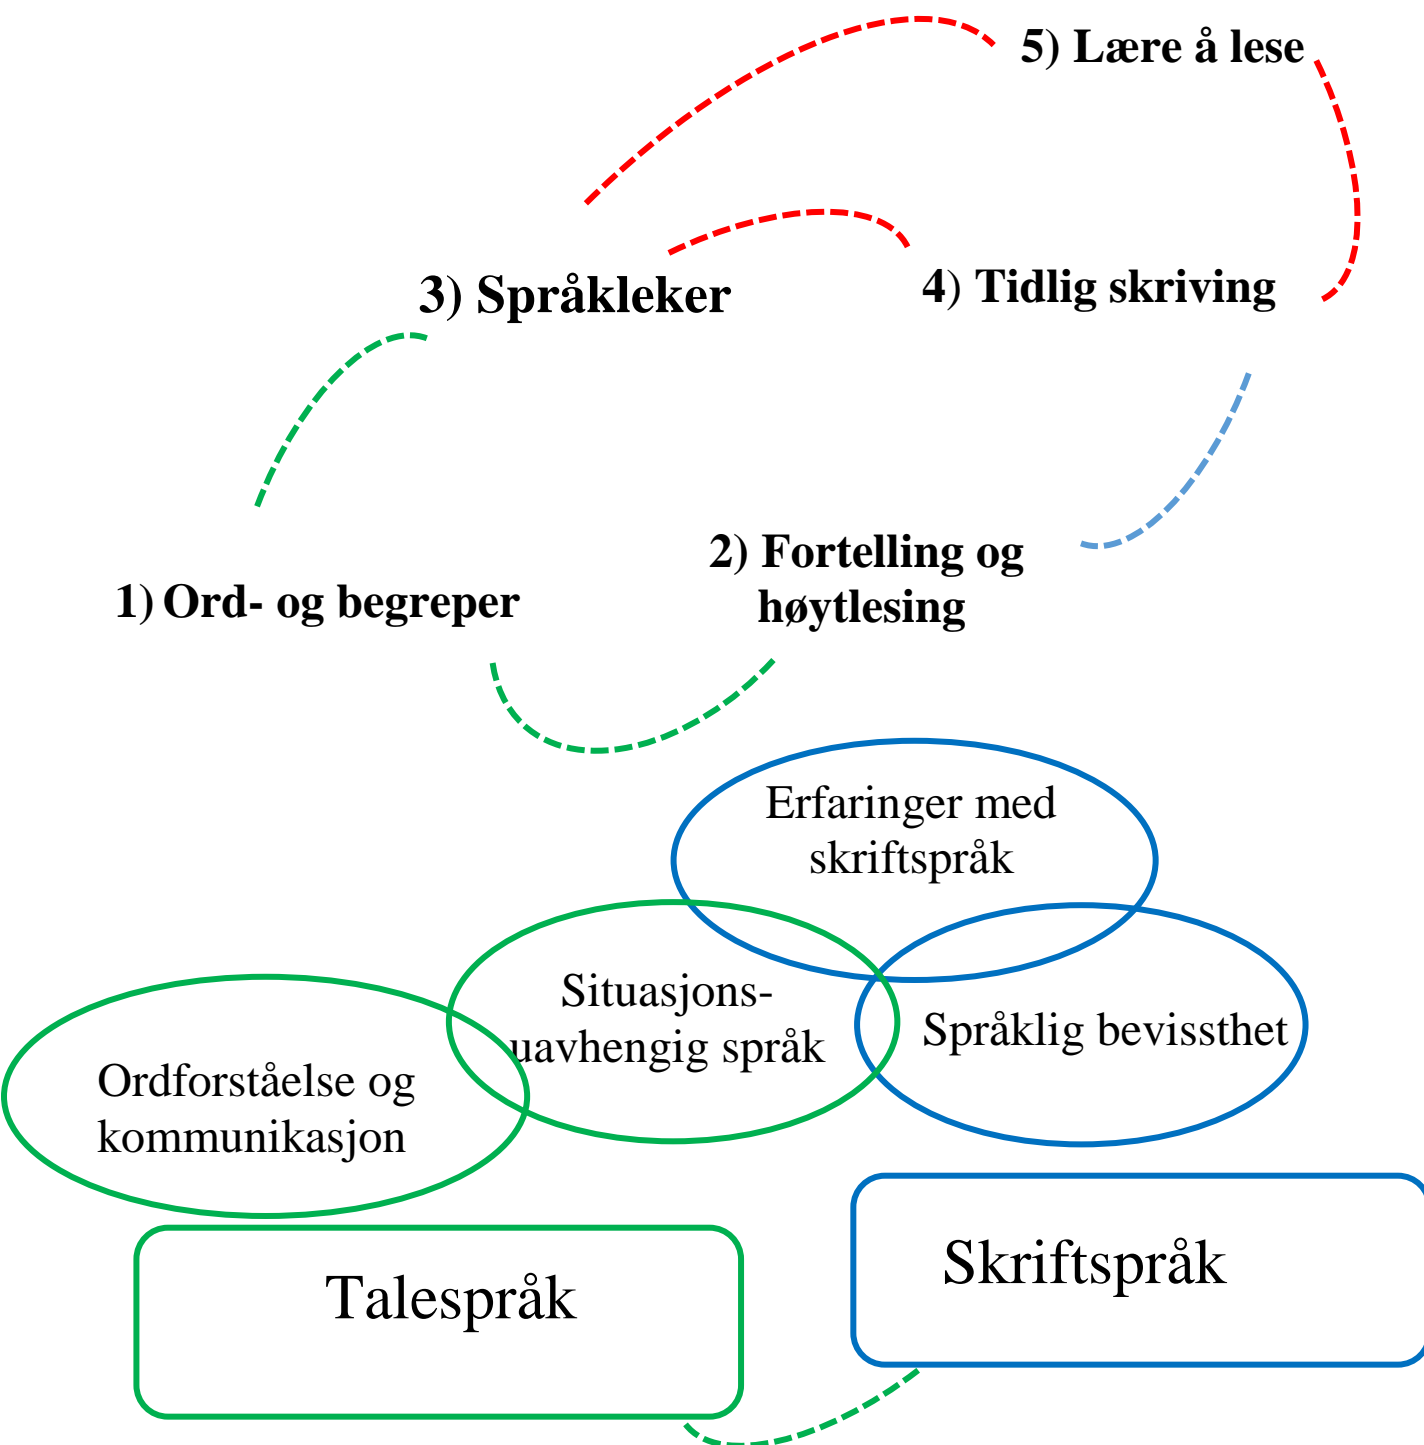 5) Lære å lese
3) Språkleker
4) Tidlig skriving
2) Fortelling og
høytlesing
1) Ord- og begreper
Erfaringer med
skriftspråk
Situasjons-
uavhengig språk
Språklig bevissthet
Ordforståelse og
kommunikasjon
Skriftspråk
Talespråk